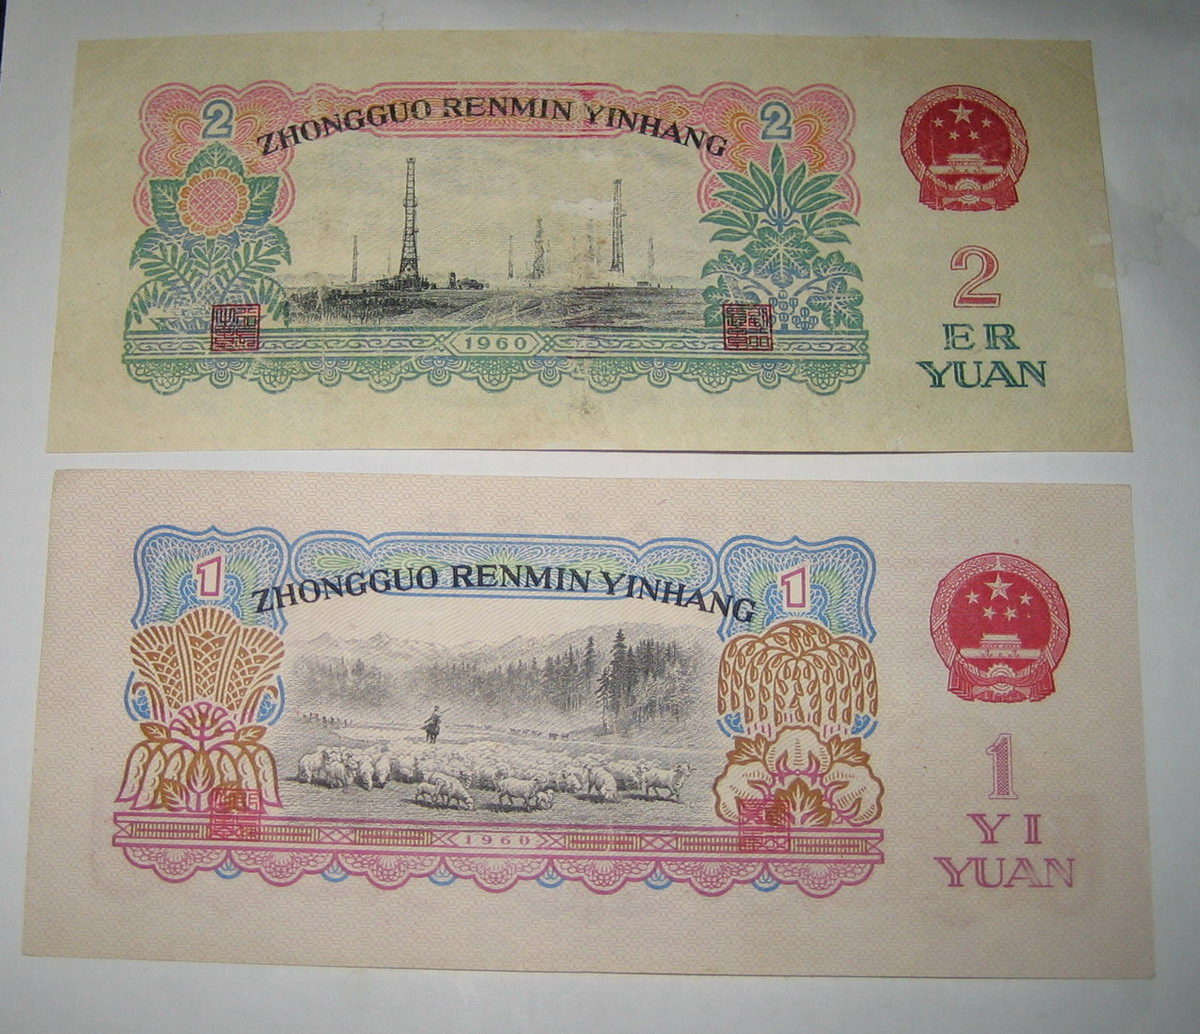 2 2
ZHONGGUO RENMIN YINHANG
1960
2
ER
YUAN
1 1
ZHONGGUO RENMIN YINHANG
1960
1
YI
YUAN